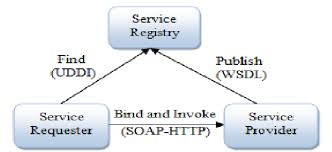 Service
Registry
Find
(UDDI)
Publish
(WSDL)
Service
Requester
Bind and Invoke
(SOAP-HTTP)
Service
Provider